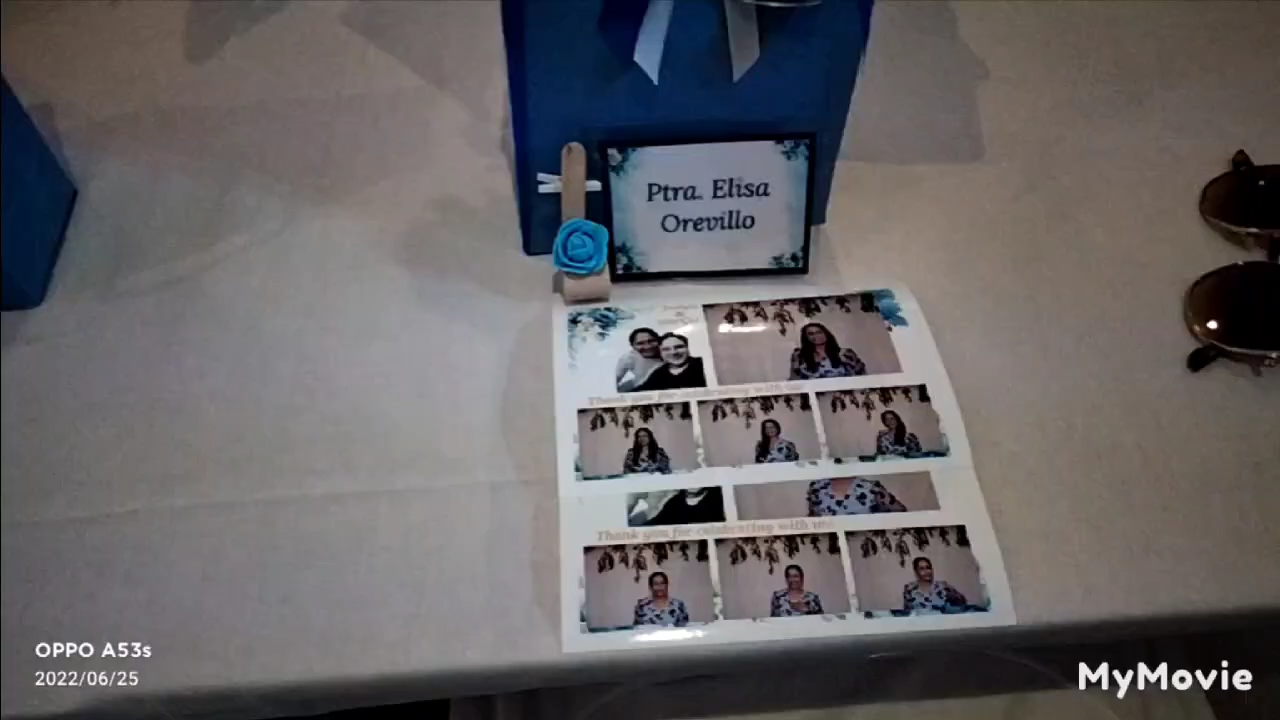 Ptra. Elisa
Orevillo
&
Thank you for celebrating with us!
Thank you for celebrating with us!
OPPO A53s
2022/06/25
MyMovie